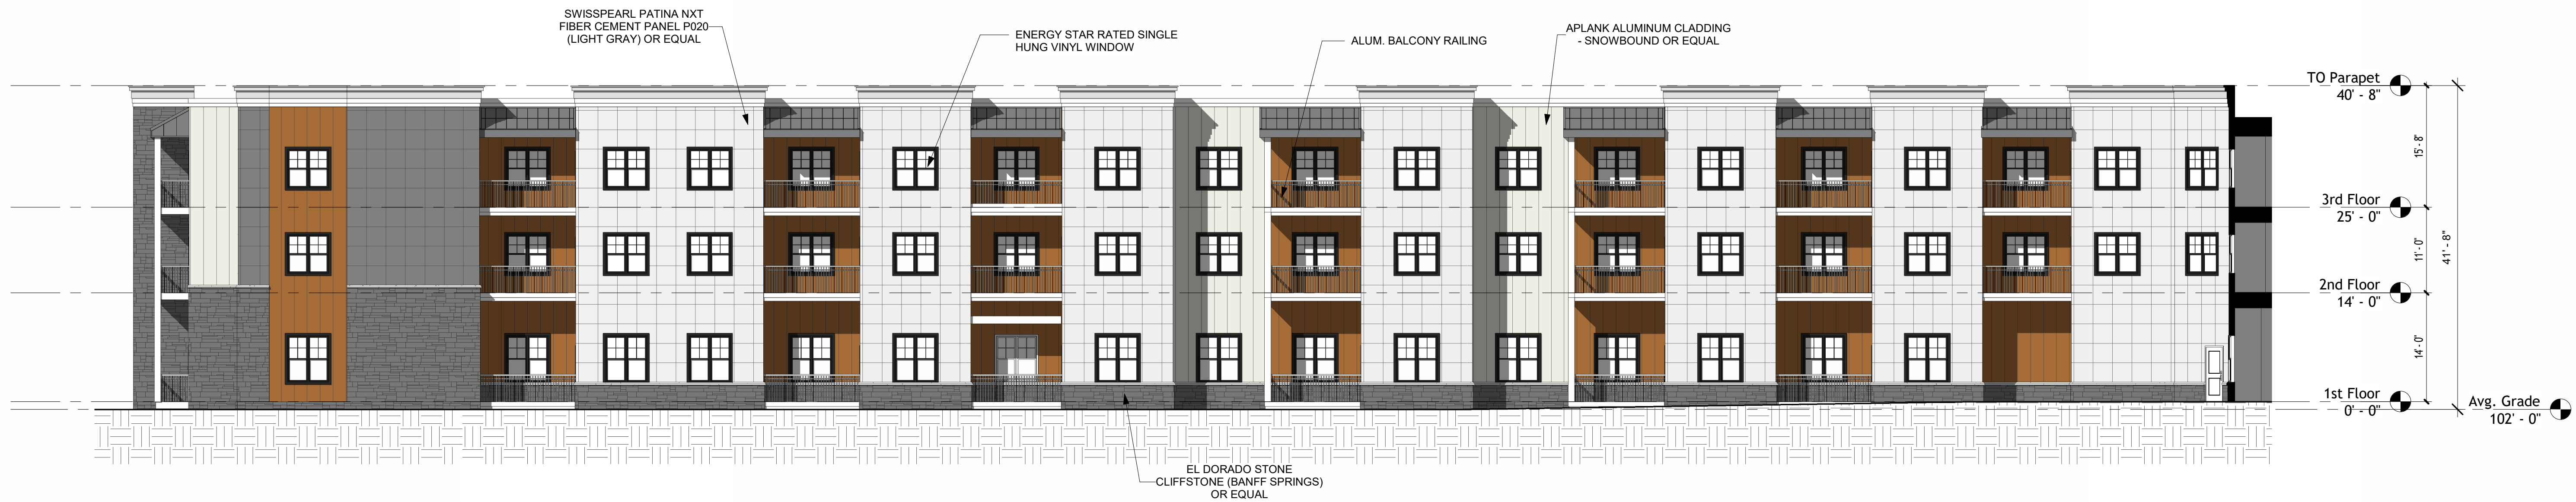 SWISSPEARL PATINA NXT
FIBER CEMENT PANEL P020
(LIGHT GRAY) OR EQUAL
ENERGY STAR RATED SINGLE
HUNG VINYL WINDOW
ALUM. BALCONY RAILING
APLANK ALUMINUM CLADDING
- SNOWBOUND OR EQUAL
TO Parapet
40' - 8"
15' - 8"
3rd Floor
25' - 0"
11' - 0"
41' - 8"
2nd Floor
14' - 0"
14' - 0"
1st Floor
0' - 0"
Avg. Grade
102' - 0"
EL DORADO STONE
CLIFFSTONE (BANFF SPRINGS)
OR EQUAL